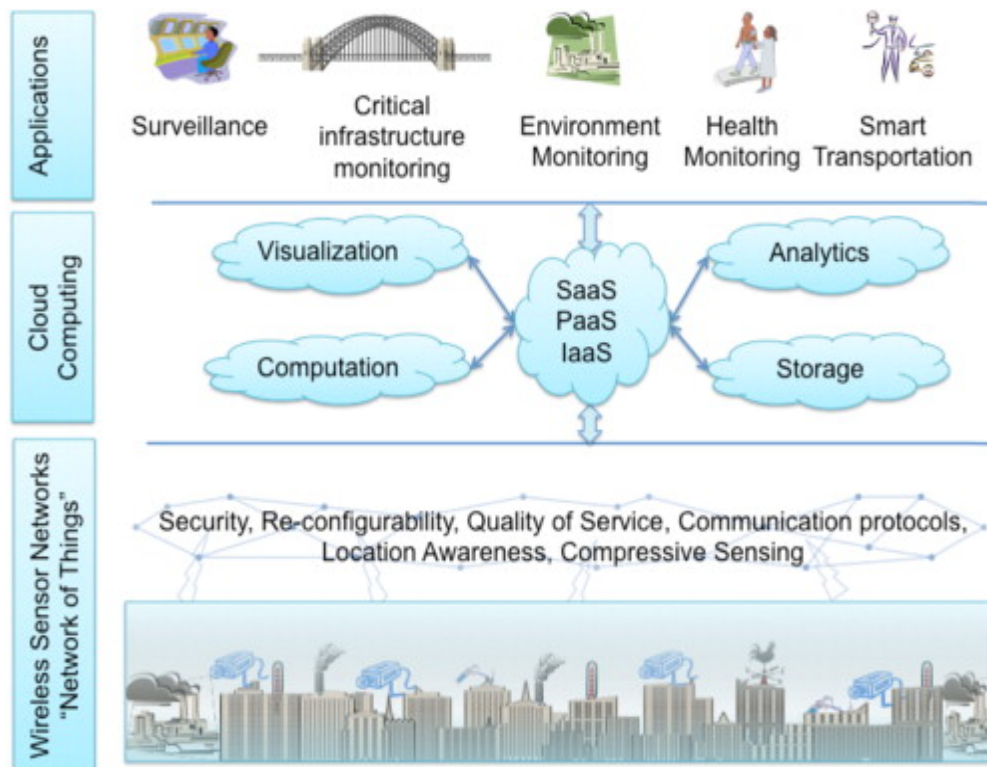 Applications
Surveillance
Critical
infrastructure
monitoring
Environment
Monitoring
Health
Monitoring
Smart
Transportation
Cloud
Computing
Visualization
Computation
SaaS
PaaS
IaaS
Analytics
Storage
Wireless Sensor Networks
“Network of Things”
Security, Re-configurability, Quality of Service, Communication protocols,
Location Awareness, Compressive Sensing